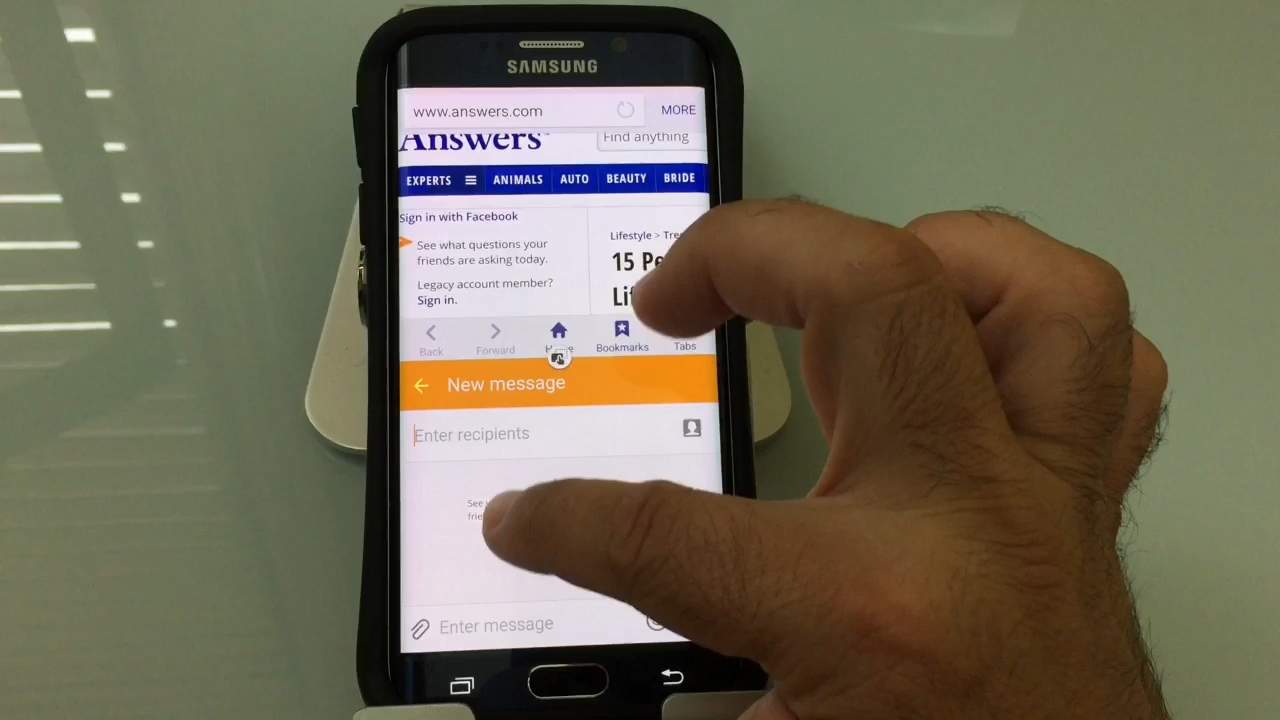 SAMSUNG
www.answers.com
MORE
Answers
Find anything
EXPERTS ANIMALS AUTO BEAUTY BRIDE
Sign in with Facebook
See what questions your
friends are asking today.
Legacy account member?
Sign in.
Lifestyle >
15
Back Forward Bookmarks Tabs
New message
Enter recipients
See
Enter message